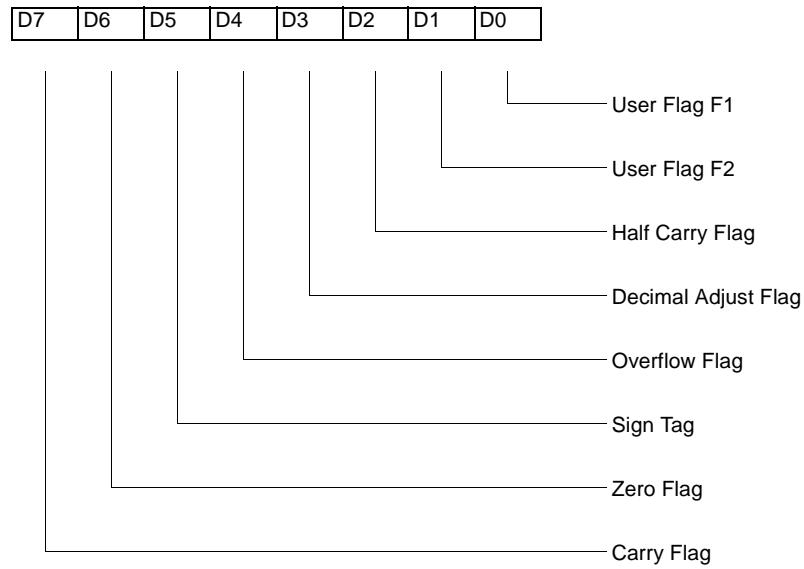 D7 D6 D5 D4 D3 D2 D1 D0
User Flag F1
User Flag F2
Half Carry Flag
Decimal Adjust Flag
Overflow Flag
Sign Tag
Zero Flag
Carry Flag